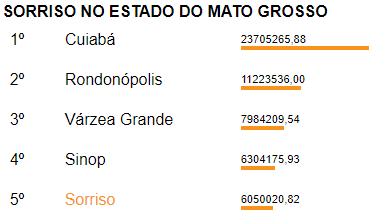 SORRISO NO ESTADO DO MATO GROSSO
1º Cuiabá 23705265,88
2º Rondonópolis 11223536,00
3º Várzea Grande 7984209,54
4º Sinop 6304175,93
5º Sorriso 6050020,82